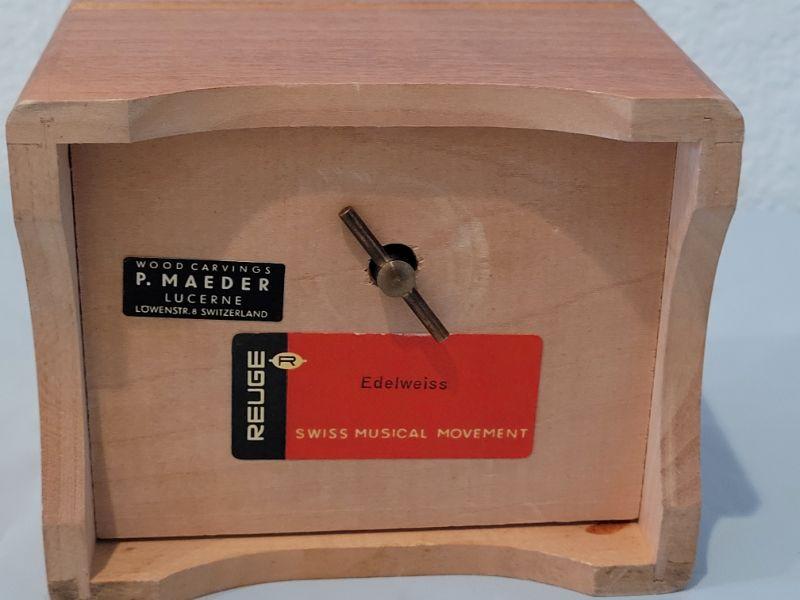 WOOD CARVINGS
P. MAEDER
LUCERNE
LÖWENSTR. 8 SWITZERLAND
REUGE
R
Edelweiss
SWISS MUSICAL MOVEMENT